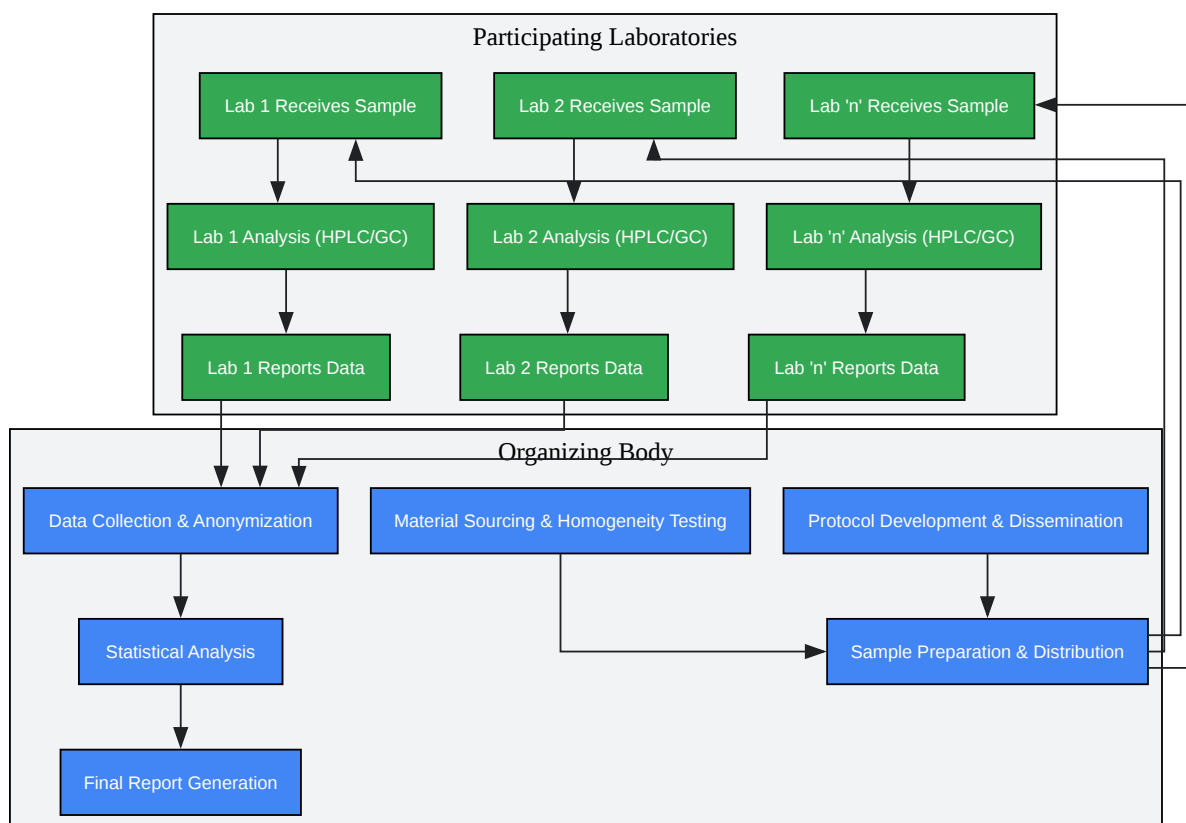 Participating Laboratories
Lab 1 Receives Sample
Lab 2 Receives Sample
Lab 'n' Receives Sample
Lab 1 Analysis (HPLC/GC)
Lab 2 Analysis (HPLC/GC)
Lab 'n' Analysis (HPLC/GC)
Lab 1 Reports Data
Lab 2 Reports Data
Lab 'n' Reports Data
Organizing Body
Data Collection & Anonymization
Material Sourcing & Homogeneity Testing
Protocol Development & Dissemination
Statistical Analysis
Sample Preparation & Distribution
Final Report Generation